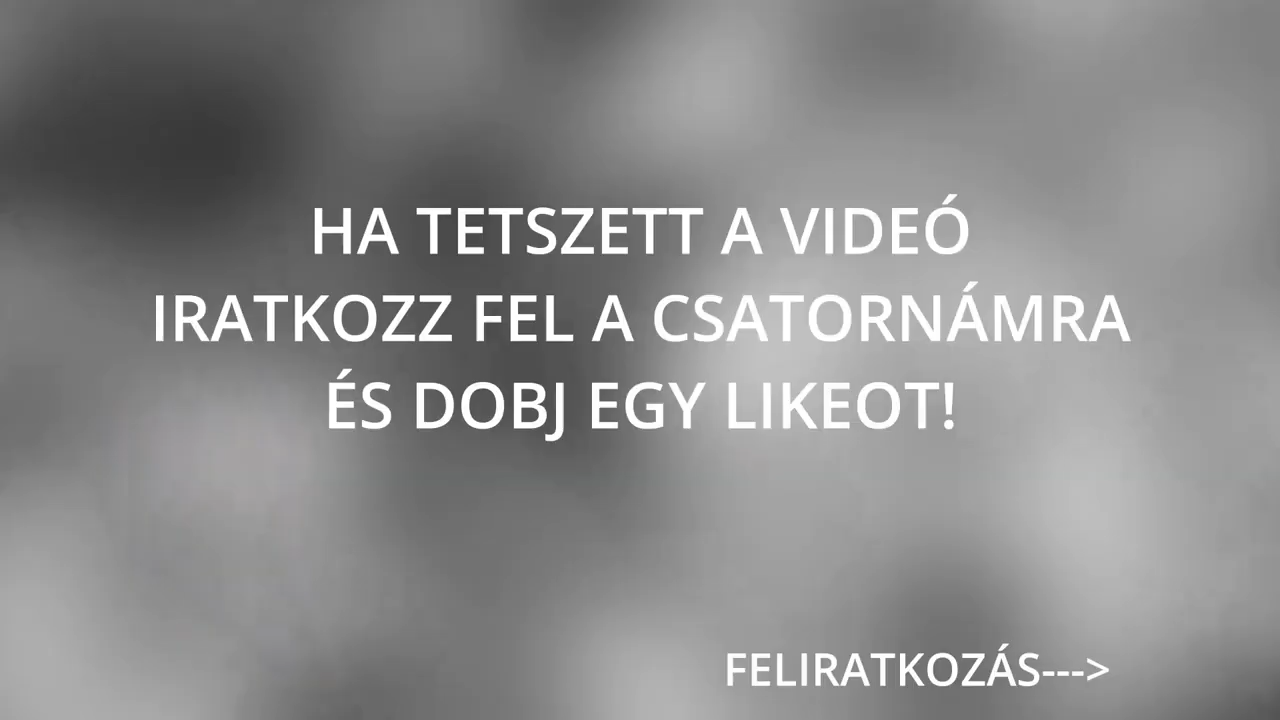 HA TETSZETT A VIDEÓ
IRATKOZZ FEL A CSATORNÁMRA
ÉS DOBJ EGY LIKEOT!
FELIRATKOZÁS--->